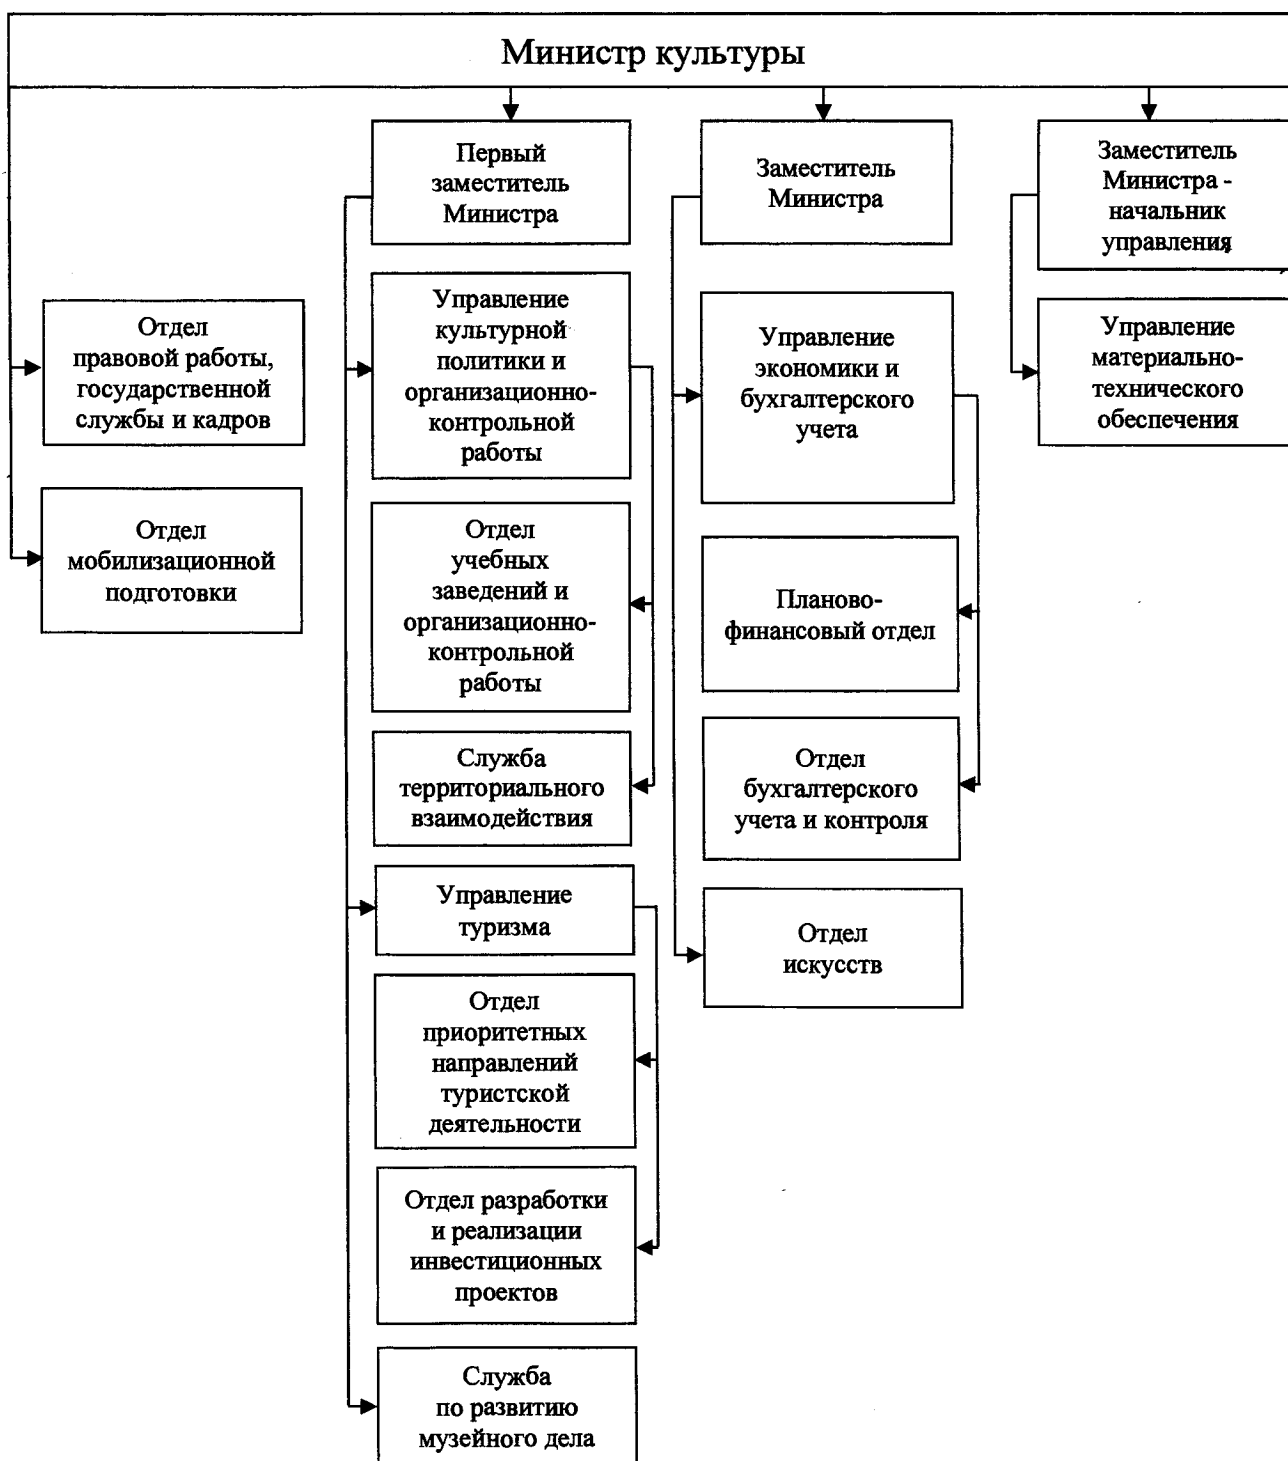 Министр культуры
Первый
заместитель
Министра
Заместитель
Министра
Заместитель
Министра -
начальник
управления
Отдел
правовой работы,
государственной
службы и кадров
Отдел
мобилизационной
подготовки
Управление
культурной
политики и
организационно-
контрольной
работы
Отдел
учебных
заведений и
организационно-
контрольной
работы
Служба
территориального
взаимодействия
Управление
туризма
Отдел
приоритетных
направлений
туристской
деятельности
Отдел разработки
и реализации
инвестиционных
проектов
Служба
по развитию
музейного дела
Управление
экономики и
бухгалтерского
учета
Планово-
финансовый отдел
Отдел
бухгалтерского
учета и контроля
Отдел
искусств
Управление
материально-
технического
обеспечения